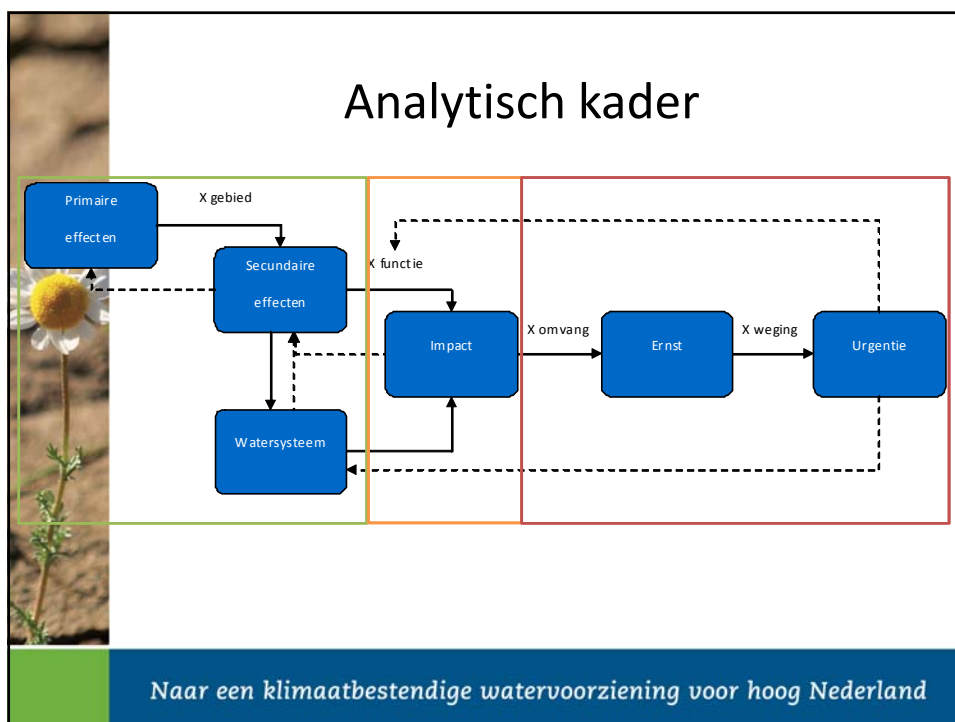 Analytisch kader
Primaire
effecten
X gebied
Secundaire
effecten
X functie
Impact
X omvang
Ernst
X weging
Urgentie
Watersysteem
Naar een klimaatbestendige watervoorziening voor hoog Nederland